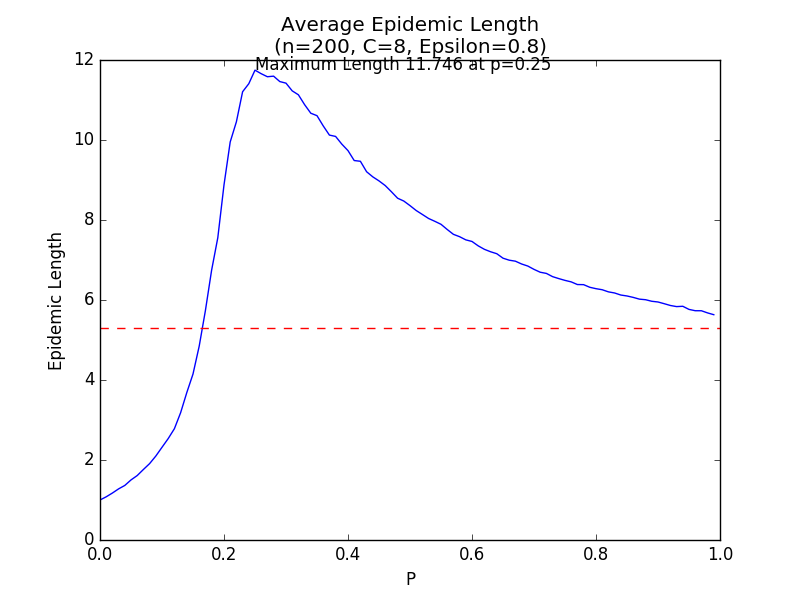 Average Epidemic Length
(n=200, C=8, Epsilon=0.8)
Maximum Length 11.746 at p=0.25
12
10
8
6
4
2
0
Epidemic Length
0.0 0.2 0.4 0.6 0.8 1.0
P